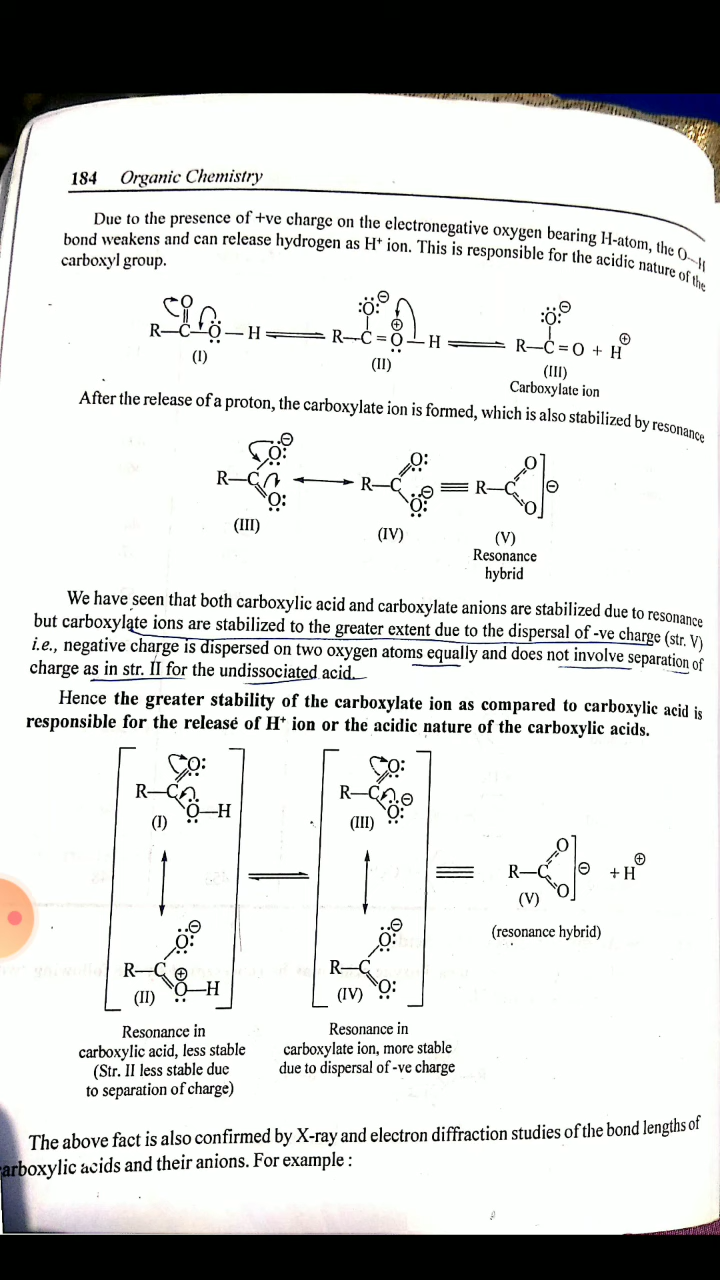 184 Organic Chemistry
Due to the presence of +ve charge on the electronegative oxygen bearing H-atom, the O–H
bond weakens and can release hydrogen as H⁺ ion. This is responsible for the acidic nature of the
carboxyl group.
R—C(=O)—Ö—H ⇌ R—C(—:Ö:⊖)=Ö⊕—H ⇌ R—C(—:Ö:⊖)=O + H⊕
(I) (II) (III)
Carboxylate ion
After the release of a proton, the carboxylate ion is formed, which is also stabilized by resonance
R—C(—Ö:⊖)=Ö: ⟷ R—C(=Ö:)—Ö:⊖ ≡ R—C(O)(O)]⊖
(III) (IV) (V)
Resonance
hybrid
We have seen that both carboxylic acid and carboxylate anions are stabilized due to resonance
but carboxylate ions are stabilized to the greater extent due to the dispersal of -ve charge (str. V)
i.e., negative charge is dispersed on two oxygen atoms equally and does not involve separation of
charge as in str. II for the undissociated acid.
Hence the greater stability of the carboxylate ion as compared to carboxylic acid is
responsible for the release of H⁺ ion or the acidic nature of the carboxylic acids.
R—C(=O:)—Ö—H R—C(=O:)—Ö:⊖
(I) (III)
⇌ ≡ R—C(O)(O)]⊖ + H⊕
(V)
(resonance hybrid)
R—C(—Ö:⊖)=Ö⊕—H R—C(—Ö:⊖)=Ö:
(II) (IV)
Resonance in
carboxylic acid, less stable
(Str. II less stable due
to separation of charge)
Resonance in
carboxylate ion, more stable
due to dispersal of -ve charge
The above fact is also confirmed by X-ray and electron diffraction studies of the bond lengths of
arboxylic acids and their anions. For example :